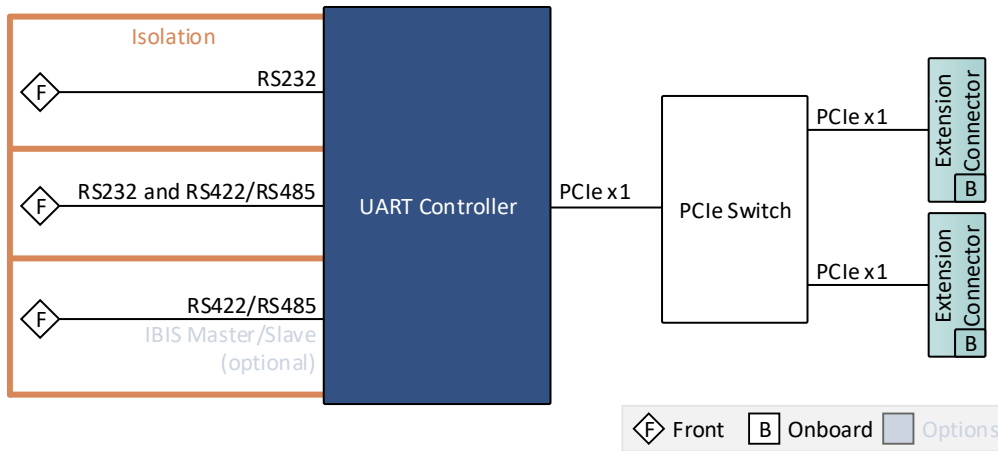 Isolation
F
RS232
F
RS232 and RS422/RS485
F
RS422/RS485
IBIS Master/Slave
(optional)
UART Controller
PCIe x1
PCIe Switch
PCIe x1
Extension
Connector
B
PCIe x1
Extension
Connector
B
F Front B Onboard Options